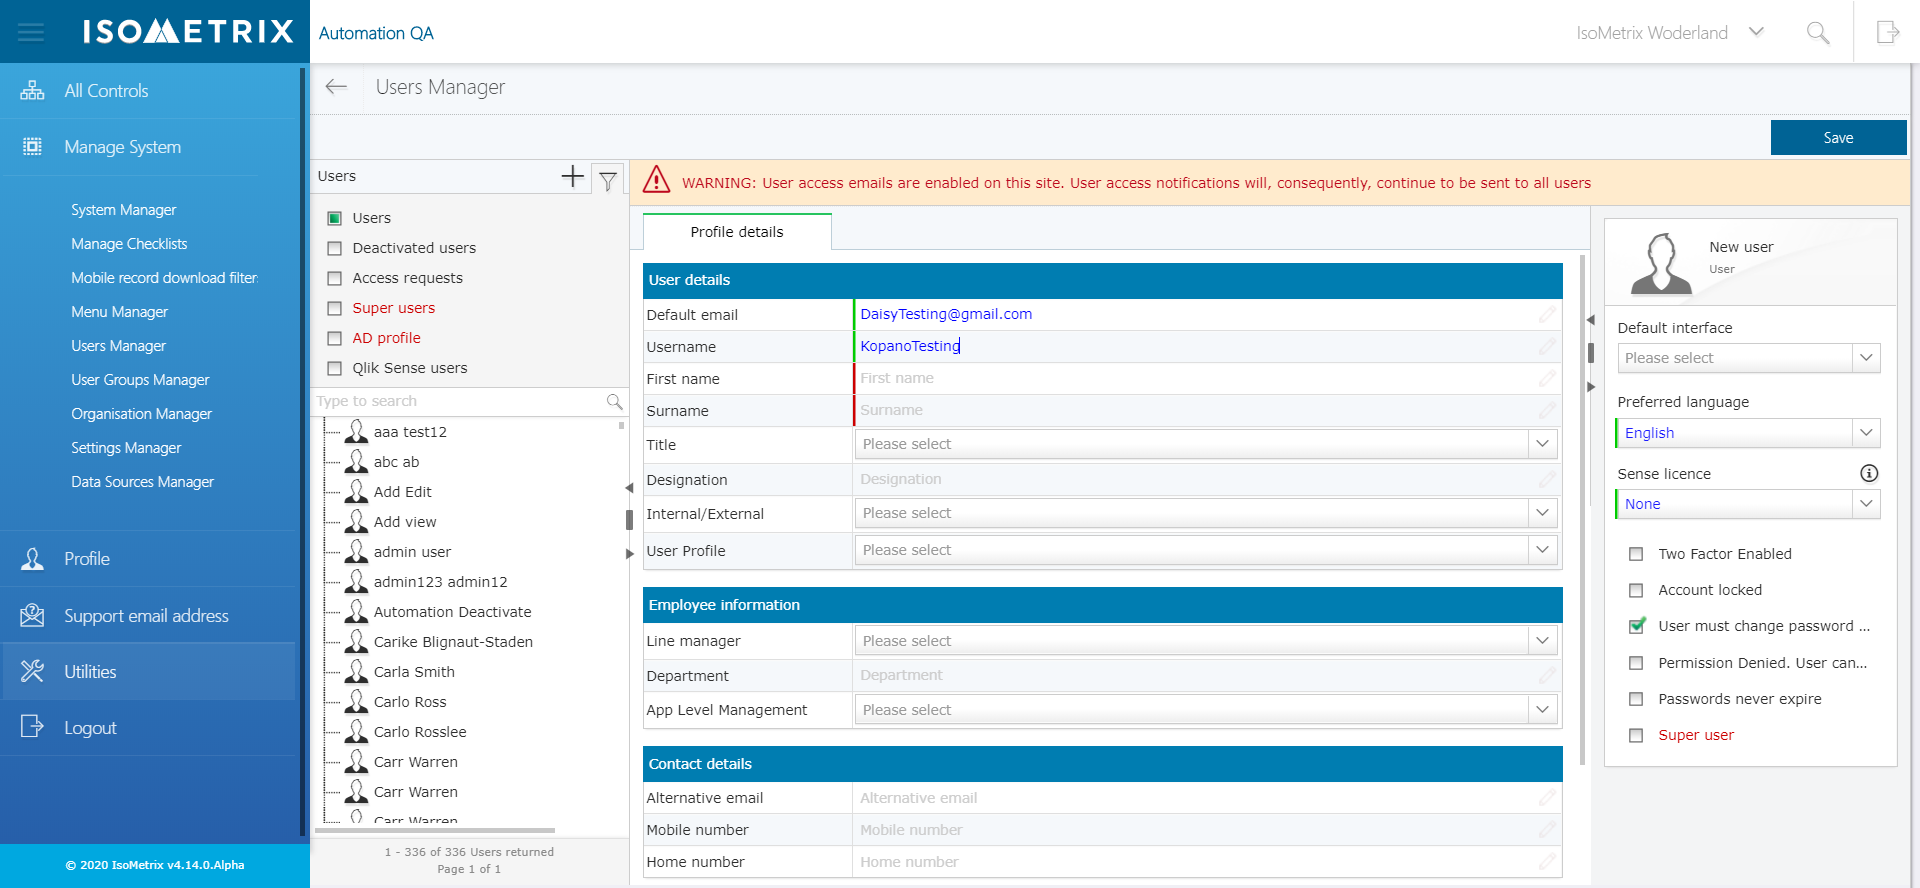 ISOMETRIX
Automation QA
IsoMetrix Woderland
All Controls
Manage System
System Manager
Manage Checklists
Mobile record download filter
Menu Manager
Users Manager
User Groups Manager
Organisation Manager
Settings Manager
Data Sources Manager
Profile
Support email address
Utilities
Logout
© 2020 IsoMetrix v4.14.0.Alpha
Users Manager
Save
Users
Users
Deactivated users
Access requests
Super users
AD profile
Qlik Sense users
Type to search
aaa test12
abc ab
Add Edit
Add view
admin user
admin123 admin12
Automation Deactivate
Carike Blignaut-Staden
Carla Smith
Carlo Ross
Carlo Rosslee
Carr Warren
Carr Warren
Carr Warren
1 - 336 of 336 Users returned
Page 1 of 1
WARNING: User access emails are enabled on this site. User access notifications will, consequently, continue to be sent to all users
Profile details
User details
Default email DaisyTesting@gmail.com
Username KopanoTesting
First name First name
Surname Surname
Title Please select
Designation Designation
Internal/External Please select
User Profile Please select
Employee information
Line manager Please select
Department Department
App Level Management Please select
Contact details
Alternative email Alternative email
Mobile number Mobile number
Home number Home number
New user
User
Default interface
Please select
Preferred language
English
Sense licence
None
Two Factor Enabled
Account locked
User must change password ...
Permission Denied. User can...
Passwords never expire
Super user